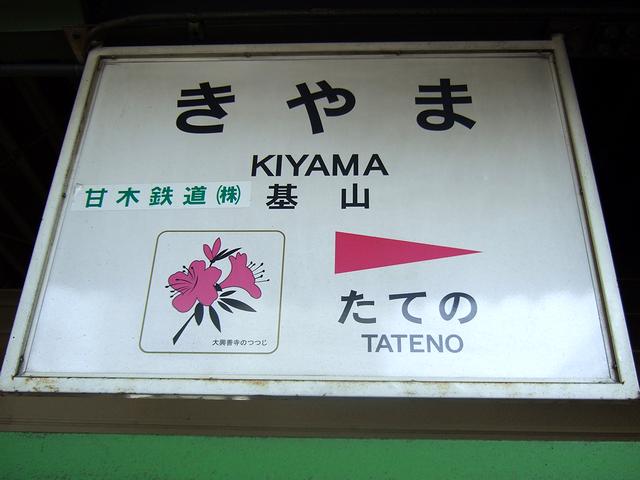 きやま
KIYAMA
甘木鉄道(株)
基山
大興善寺のつつじ
たての
TATENO